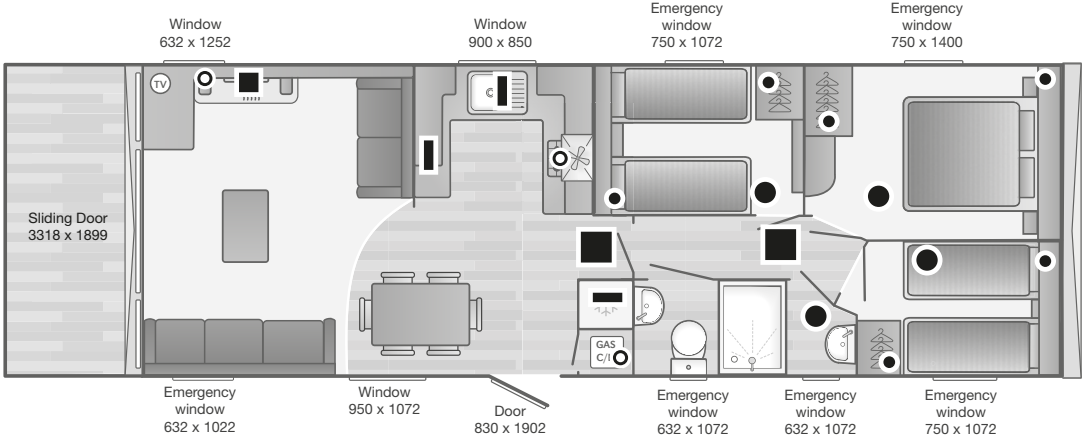 Window
632 x 1252
Window
900 x 850
Emergency
window
750 x 1072
Emergency
window
750 x 1400
TV
Sliding Door
3318 x 1899
GAS
C/I
Emergency
window
632 x 1022
Window
950 x 1072
Door
830 x 1902
Emergency
window
632 x 1072
Emergency
window
632 x 1072
Emergency
window
750 x 1072